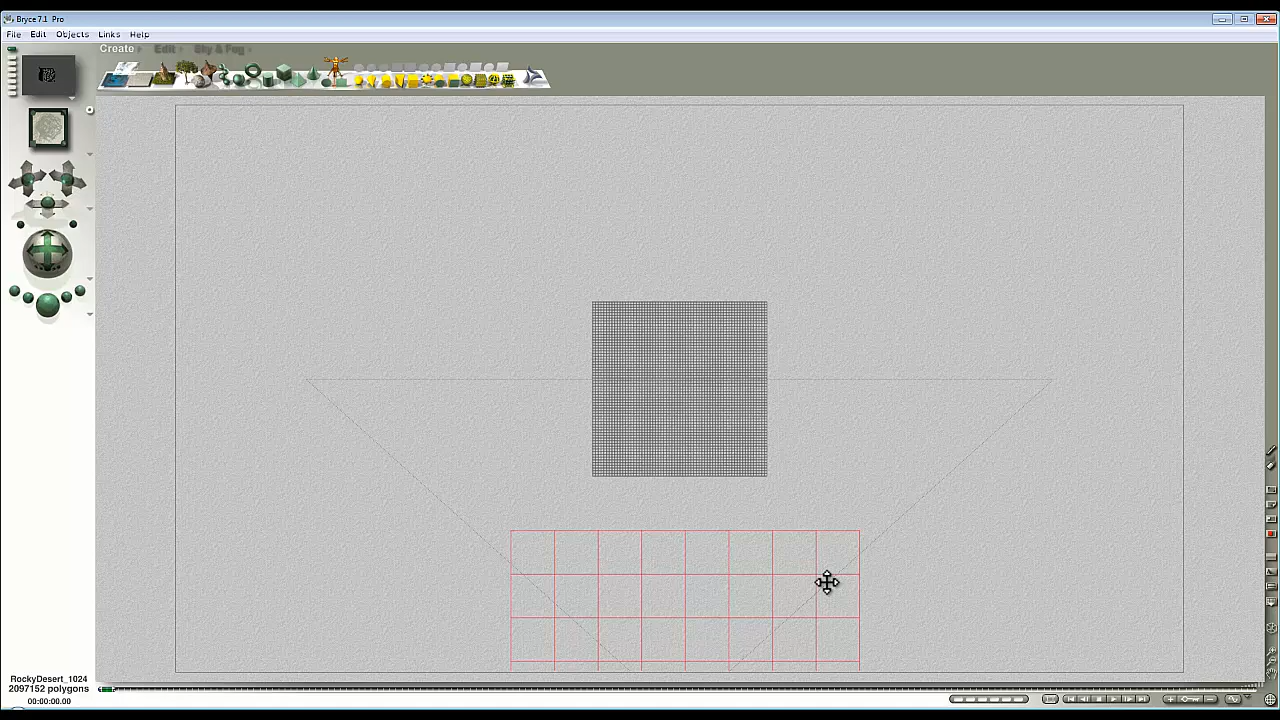 Bryce 7.1 Pro
File Edit Objects Links Help
Create Edit Sky & Fog
RockyDesert_1024
2097152 polygons
00:00:00.00